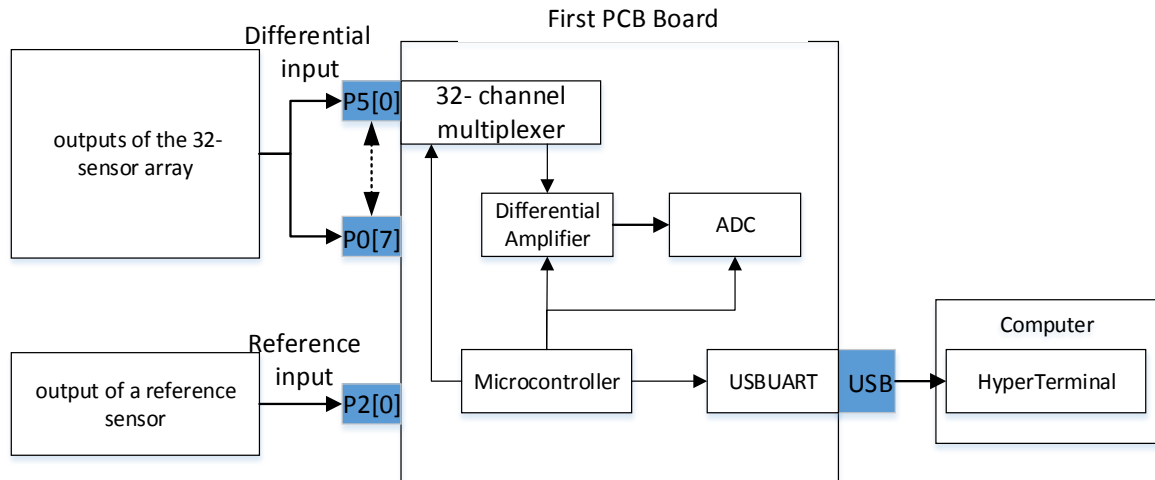 First PCB Board
Differential
input
outputs of the 32-
sensor array
P5[0]
32- channel
multiplexer
P0[7]
Differential
Amplifier
ADC
Reference
input
output of a reference
sensor
P2[0]
Microcontroller
USBUART
USB
Computer
HyperTerminal